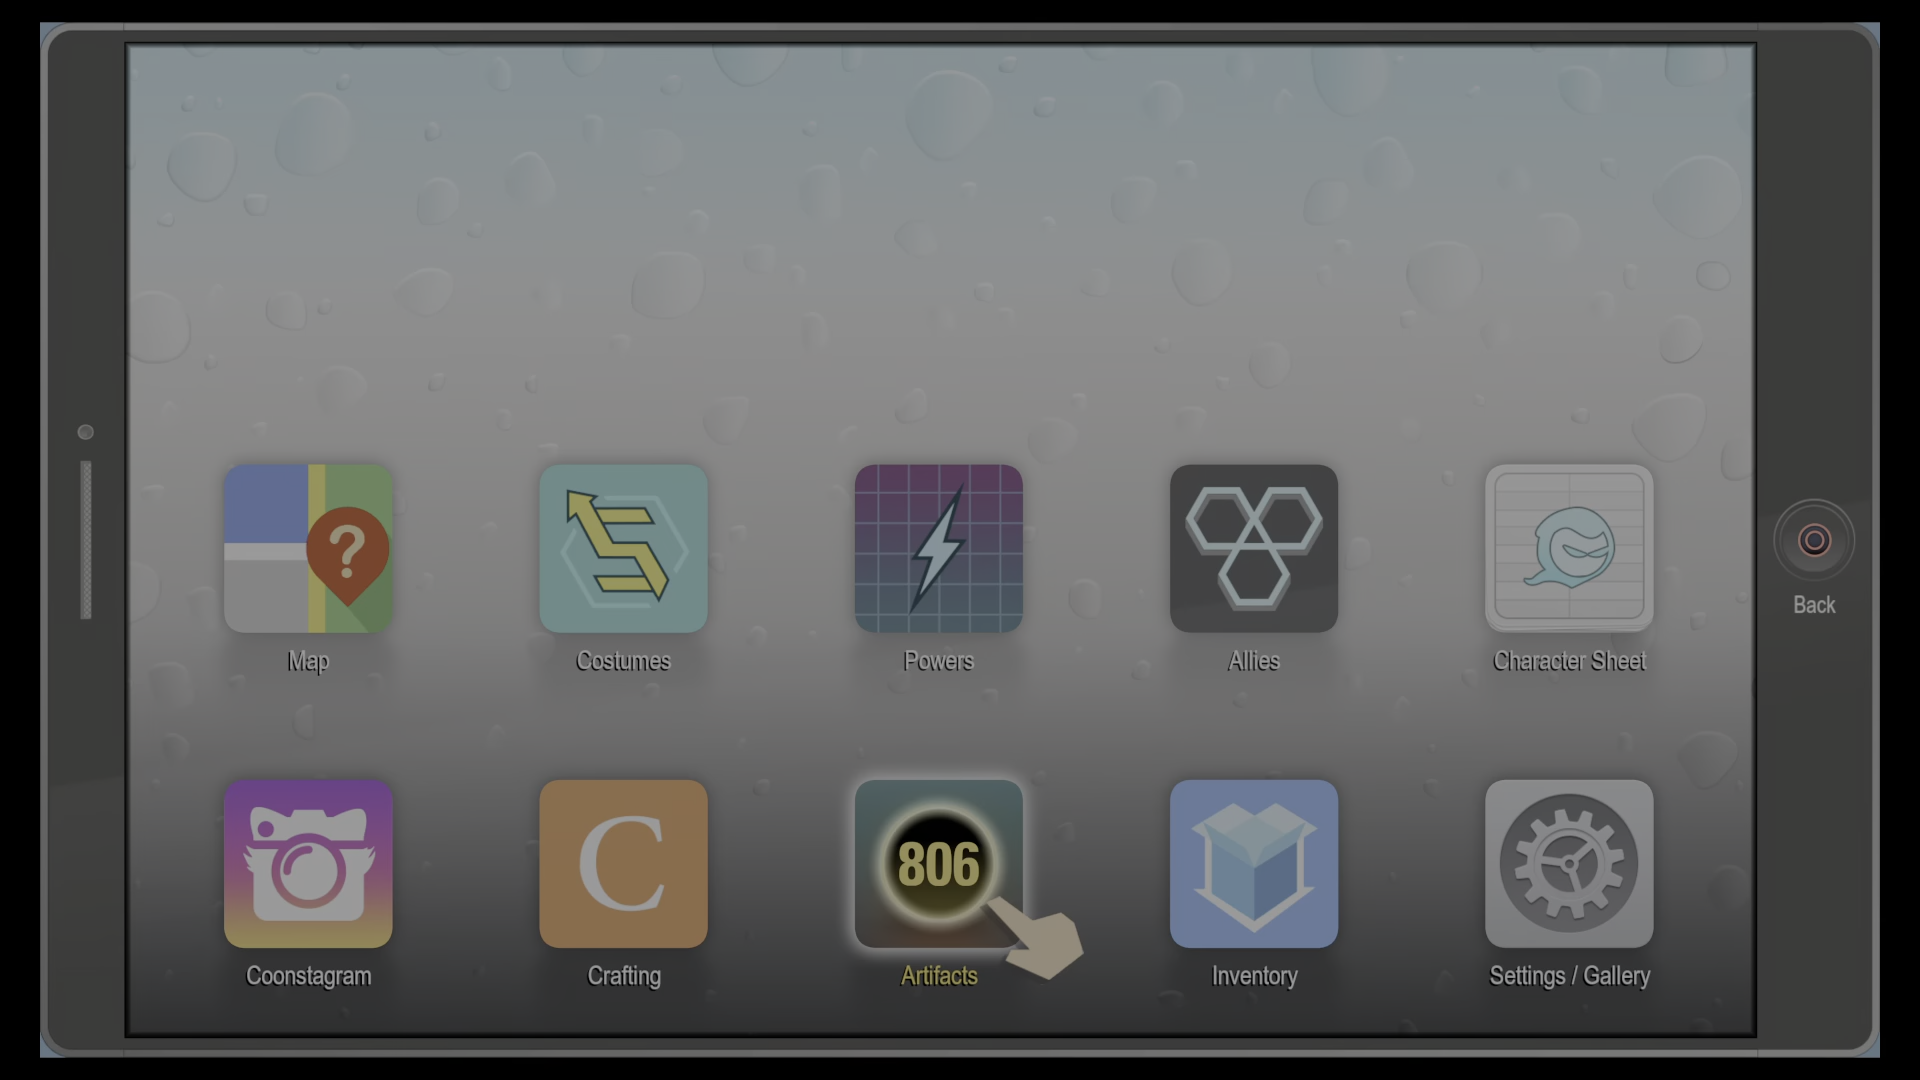 Map
Costumes
Powers
Allies
Character Sheet
Back
C
806
Coonstagram
Crafting
Artifacts
Inventory
Settings / Gallery